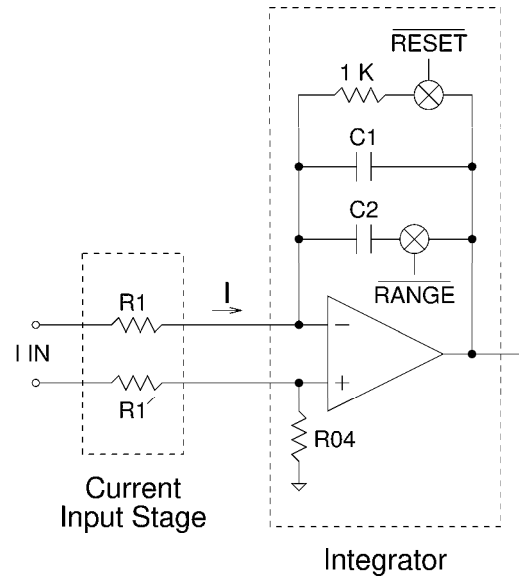 RESET
1 K
C1
C2
RANGE
I
R1
I IN
R1′
−
+
R04
Current
Input Stage
Integrator